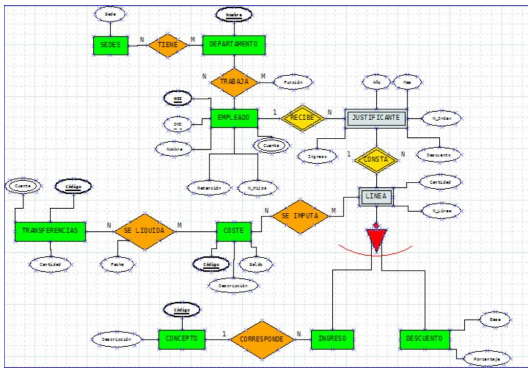 Sede
Nombre
SEDES
N
TIENE
M
DEPARTAMENTO
N
TRABAJA
M
Función
Año
Mes
NSS
EMPLEADO
1
RECIBE
N
JUSTIFICANTE
N_Orden
Nombre
Cuenta
Ingreso
Descuento
1
CONSTA
N
Retención
N_Hijos
Cantidad
Cuenta
Código
LINEA
N_Línea
TRANSFERENCIAS
N
SE LIQUIDA
M
COSTE
N
SE IMPUTA
M
Cantidad
Fecha
Código
Saldo
Descripción
Código
Base
Descripción
CONCEPTO
1
CORRESPONDE
N
INGRESO
DESCUENTO
Porcentaje